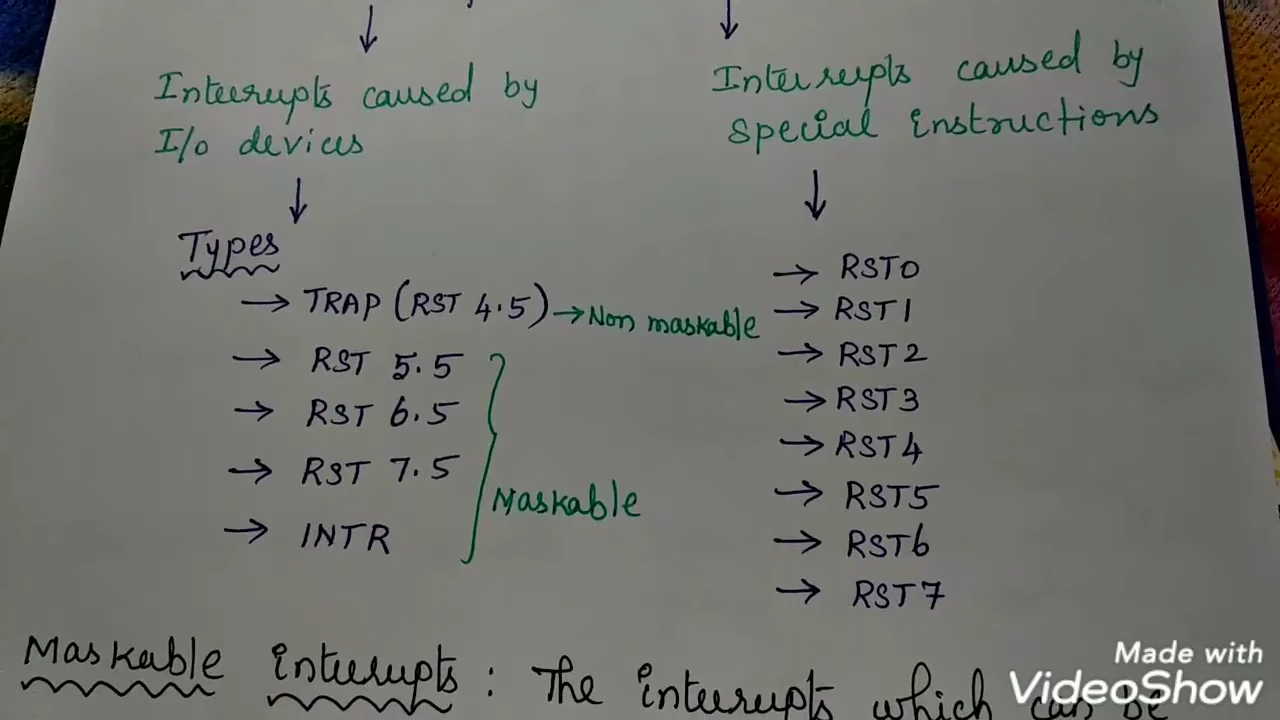 Interrupts caused by
I/o devices
↓
Types
→ TRAP (RST 4.5) → Non maskable
→ RST 5.5
→ RST 6.5
→ RST 7.5
→ INTR
Maskable
Interrupts caused by
special instructions
↓
→ RST0
→ RST1
→ RST2
→ RST3
→ RST4
→ RST5
→ RST6
→ RST7
Maskable interrupts : The interrupts which can be
Made with
VideoShow